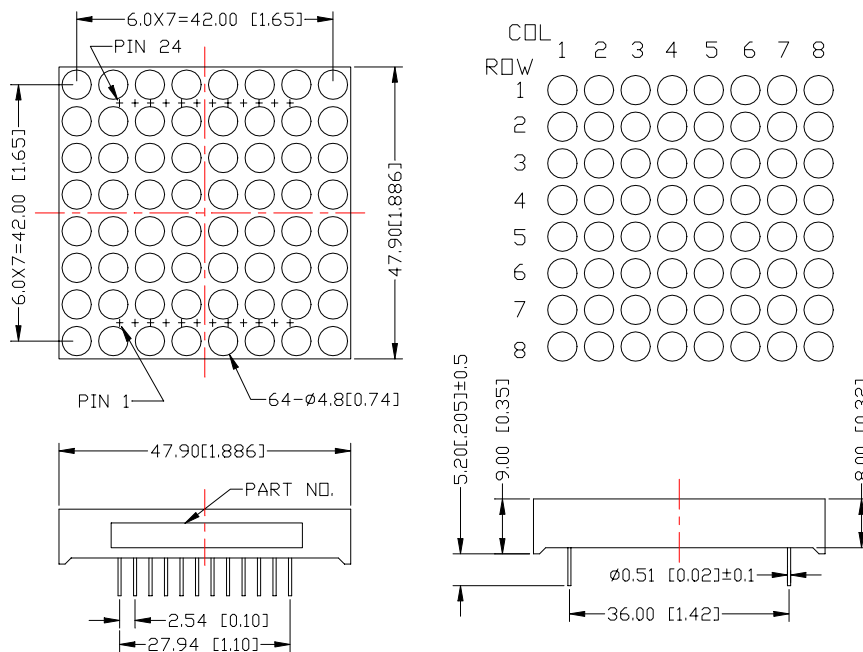 6.0X7=42.00 [1.65]
PIN 24
6.0X7=42.00 [1.65]
47.90[1.886]
PIN 1
64-Ø4.8[0.74]
COL
1 2 3 4 5 6 7 8
ROW
1
2
3
4
5
6
7
8
47.90[1.886]
PART NO.
2.54 [0.10]
27.94 [1.10]
5.20[.205]±0.5
9.00 [0.35]
8.00 [0.32]
Ø0.51 [0.02]±0.1
36.00 [1.42]